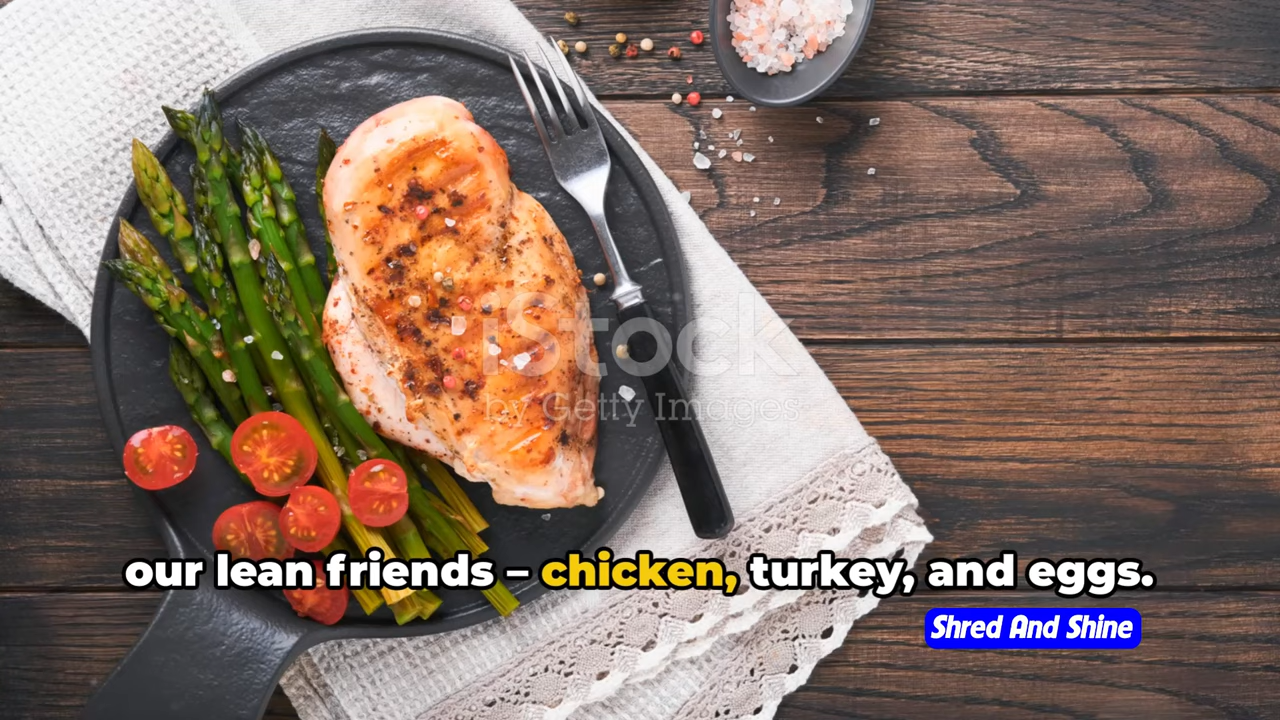 iStock
by Getty Images
our lean friends – chicken, turkey, and eggs.
Shred And Shine